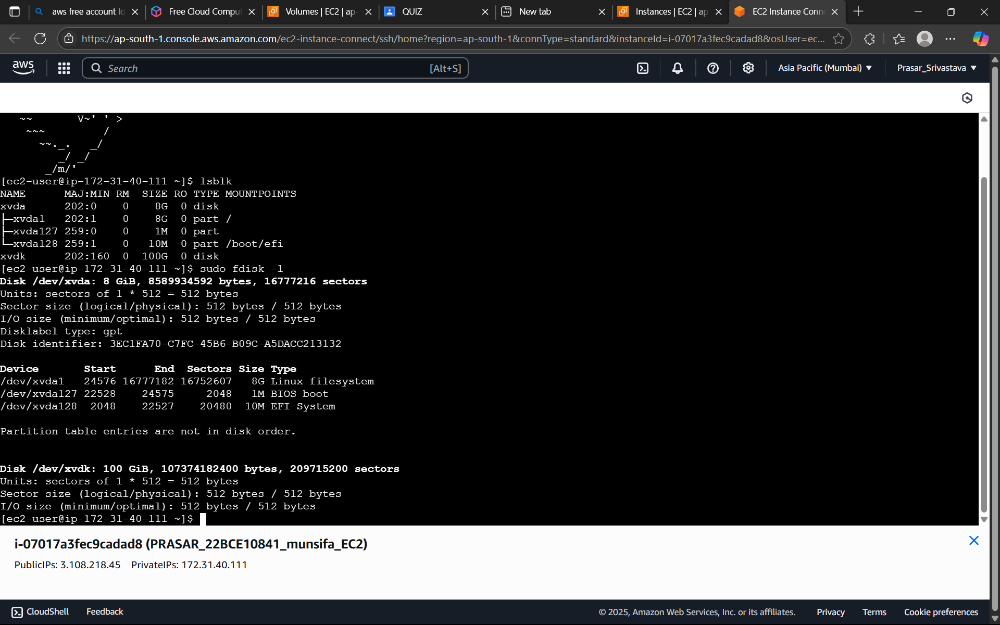 aws free account lo
Free Cloud Comput
Volumes | EC2 | ap-
QUIZ
New tab
Instances | EC2 | ap
EC2 Instance Conn
https://ap-south-1.console.aws.amazon.com/ec2-instance-connect/ssh/home?region=ap-south-1&connType=standard&instanceId=i-07017a3fec9cadad8&osUser=ec...
aws
Search
[Alt+S]
Asia Pacific (Mumbai)
Prasar_Srivastava
~~       V~' '->
~~~         /
~~._.   _/
_/ _/
_/m/'
[ec2-user@ip-172-31-40-111 ~]$ lsblk
NAME      MAJ:MIN RM  SIZE RO TYPE MOUNTPOINTS
xvda      202:0    0    8G  0 disk
├─xvda1   202:1    0    8G  0 part /
├─xvda127 259:0    0    1M  0 part
└─xvda128 259:1    0   10M  0 part /boot/efi
xvdk      202:160  0  100G  0 disk
[ec2-user@ip-172-31-40-111 ~]$ sudo fdisk -l
Disk /dev/xvda: 8 GiB, 8589934592 bytes, 16777216 sectors
Units: sectors of 1 * 512 = 512 bytes
Sector size (logical/physical): 512 bytes / 512 bytes
I/O size (minimum/optimal): 512 bytes / 512 bytes
Disklabel type: gpt
Disk identifier: 3EC1FA70-C7FC-45B6-B09C-A5DACC213132
Device       Start      End  Sectors Size Type
/dev/xvda1   24576 16777182 16752607   8G Linux filesystem
/dev/xvda127 22528    24575     2048   1M BIOS boot
/dev/xvda128  2048    22527    20480  10M EFI System
Partition table entries are not in disk order.
Disk /dev/xvdk: 100 GiB, 107374182400 bytes, 209715200 sectors
Units: sectors of 1 * 512 = 512 bytes
Sector size (logical/physical): 512 bytes / 512 bytes
I/O size (minimum/optimal): 512 bytes / 512 bytes
[ec2-user@ip-172-31-40-111 ~]$
i-07017a3fec9cadad8 (PRASAR_22BCE10841_munsifa_EC2)
PublicIPs: 3.108.218.45    PrivateIPs: 172.31.40.111
CloudShell
Feedback
© 2025, Amazon Web Services, Inc. or its affiliates.
Privacy
Terms
Cookie preferences